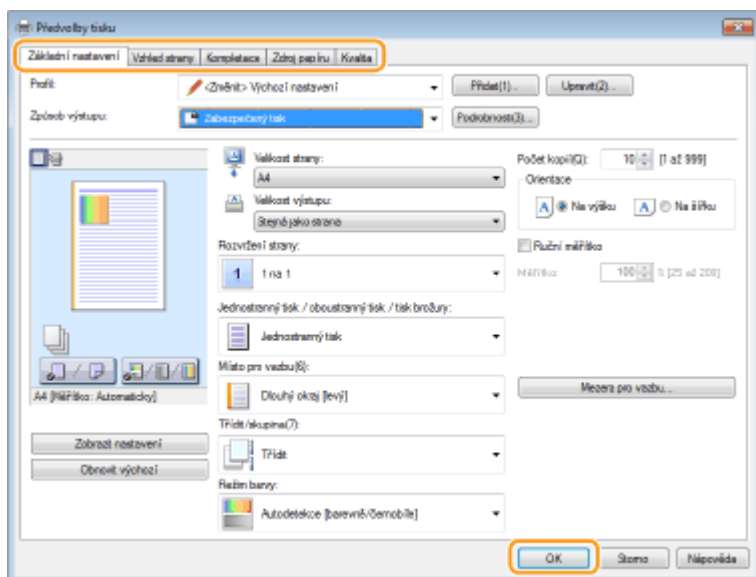 Předvolby tisku
Základní nastavení Vzhled strany Kompletace Zdroj papíru Kvalita
Profil: <Změnit> Výchozí nastavení Přidat(1)... Upravit(2)...
Způsob výstupu: Zabezpečený tisk Podrobnosti(3)...
Velikost strany:
A4
Velikost výstupu:
Stejná jako strana
Rozvržení strany:
1 1 na 1
Jednostranný tisk / oboustranný tisk / tisk brožury:
Jednostranný tisk
Místo pro vazbu(6):
Dlouhý okraj [levý]
Třídit/skupina(7):
Třídit
Režim barvy:
Autodetekce [barevně/černobíle]
Počet kopií(Q): 10 [1 až 999]
Orientace
A Na výšku A Na šířku
Ruční měřítko
Měřítko: 100 % [25 až 200]
Mezera pro vazbu...
A4 [Měřítko: Automaticky]
Zobrazit nastavení
Obnovit výchozí
OK Storno Nápověda